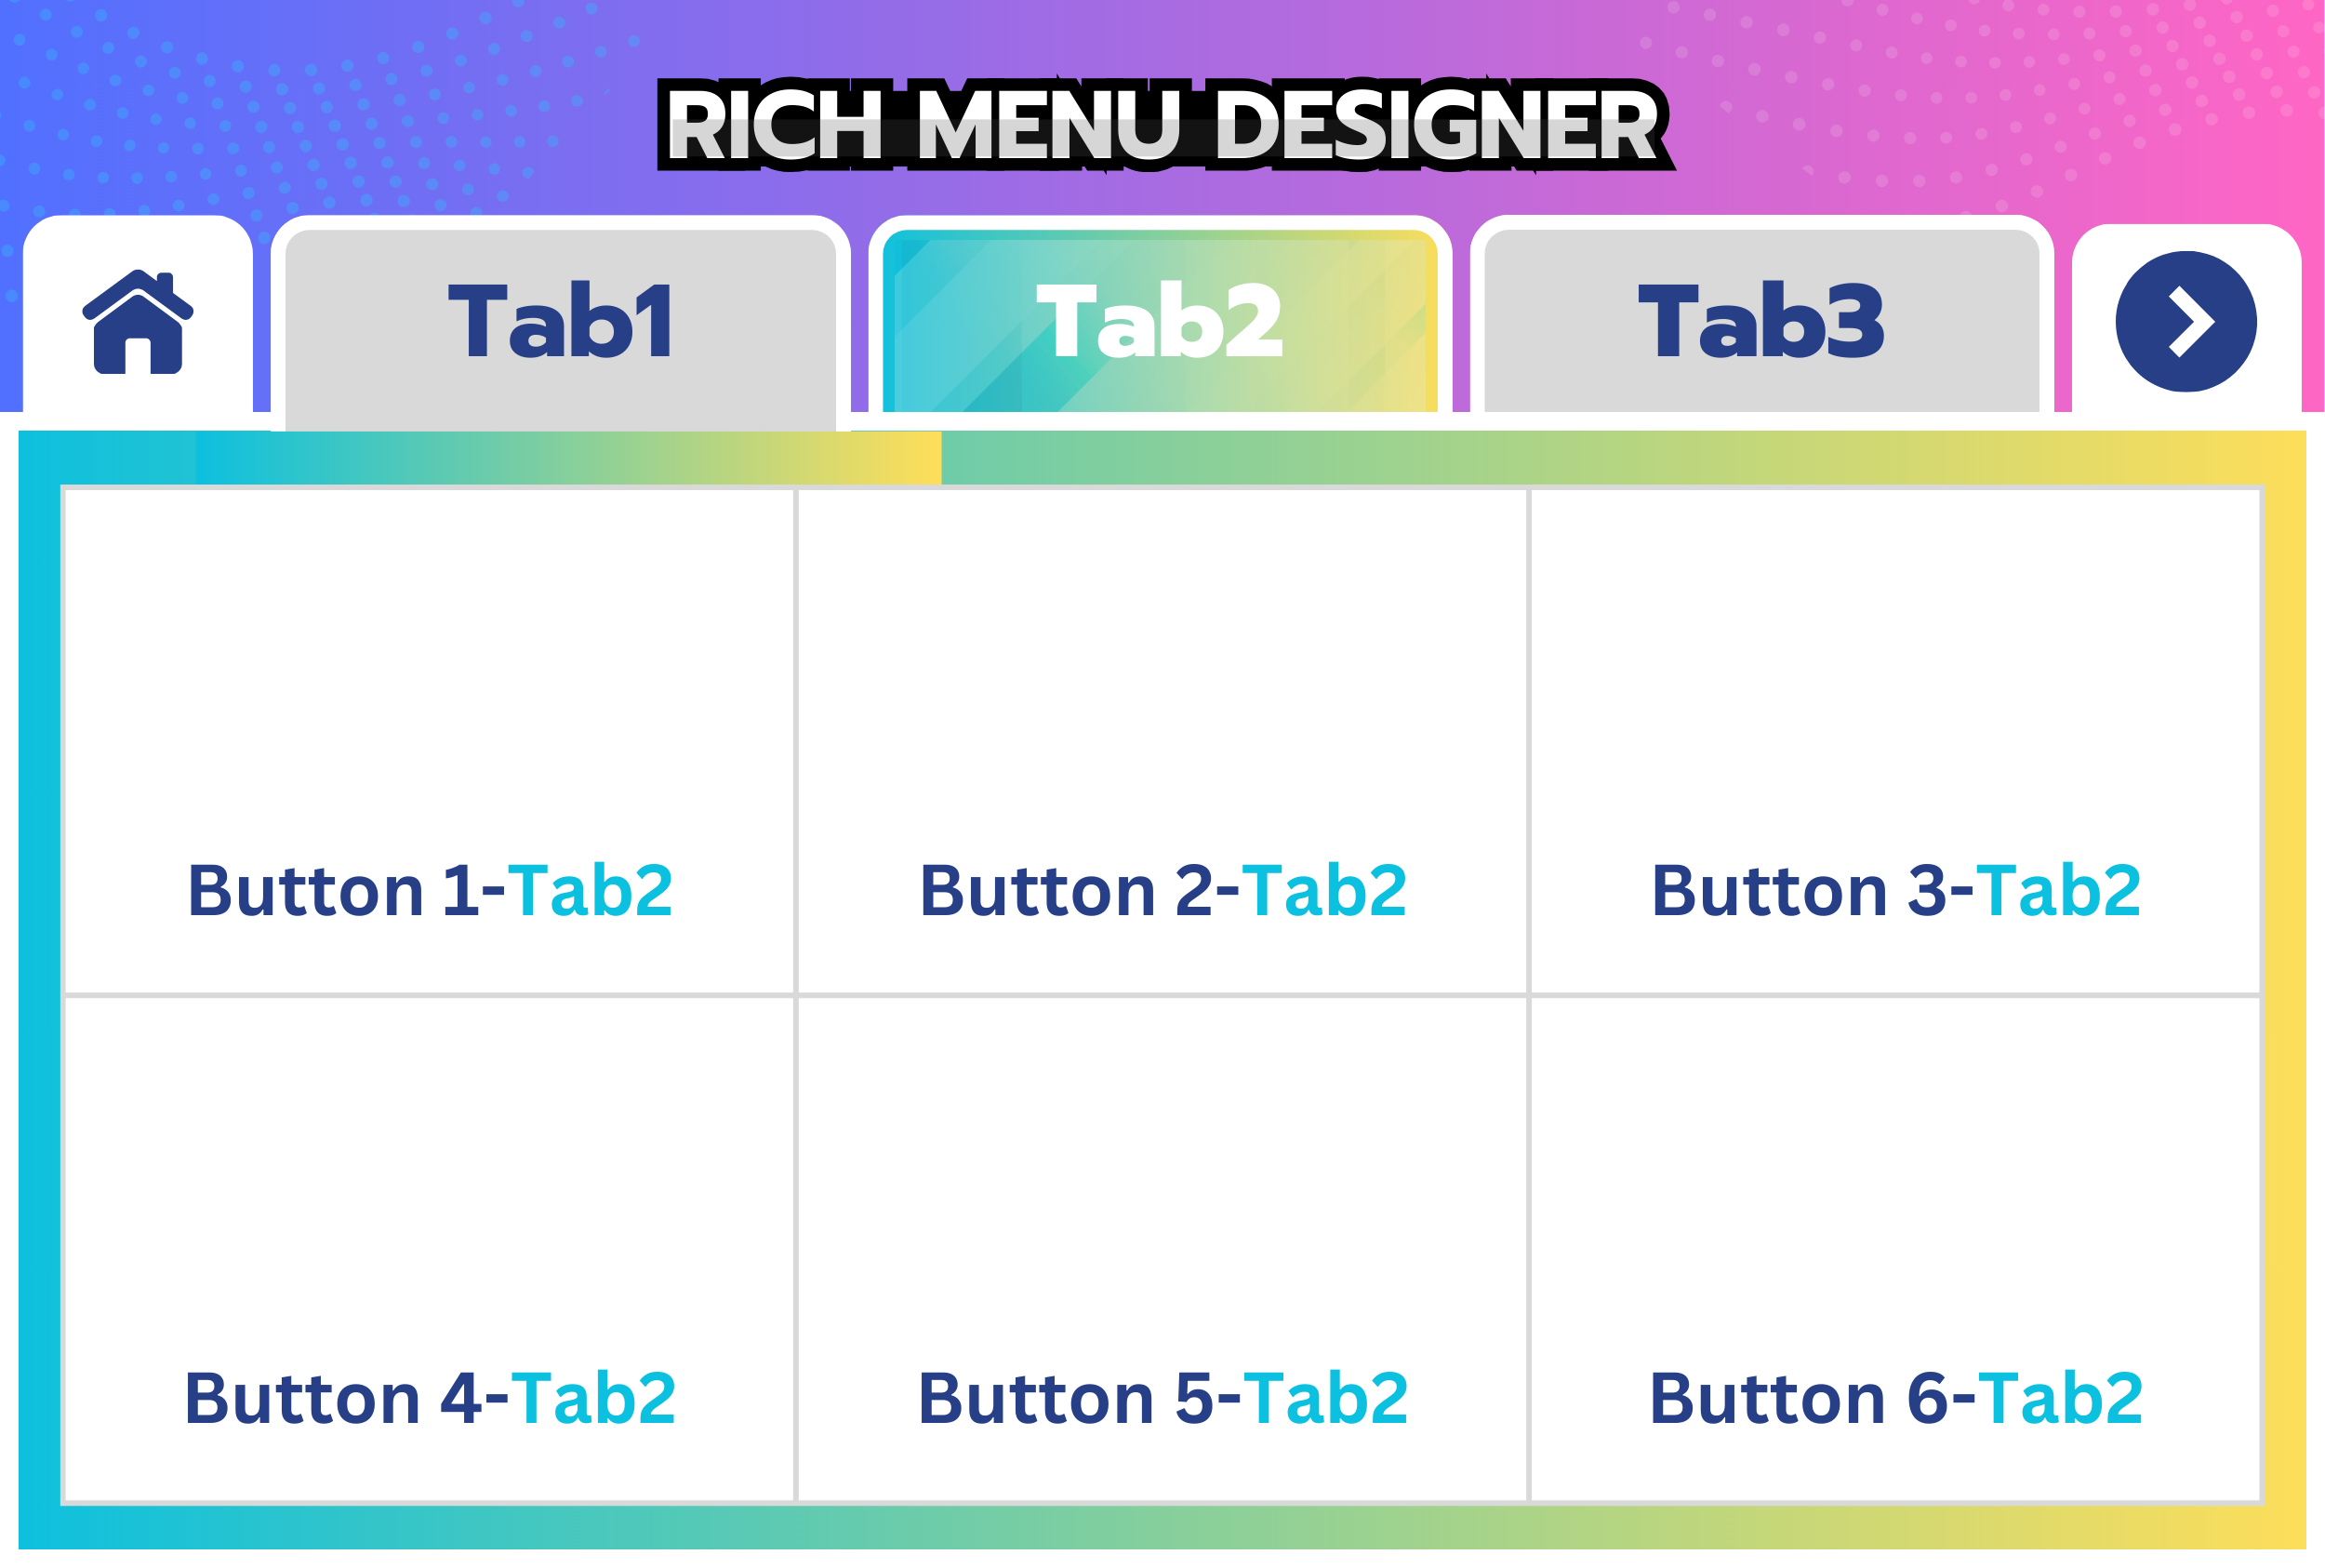 RICH MENU DESIGNER
Tab1 Tab2 Tab3
Button 1-Tab2 Button 2-Tab2 Button 3-Tab2
Button 4-Tab2 Button 5-Tab2 Button 6-Tab2